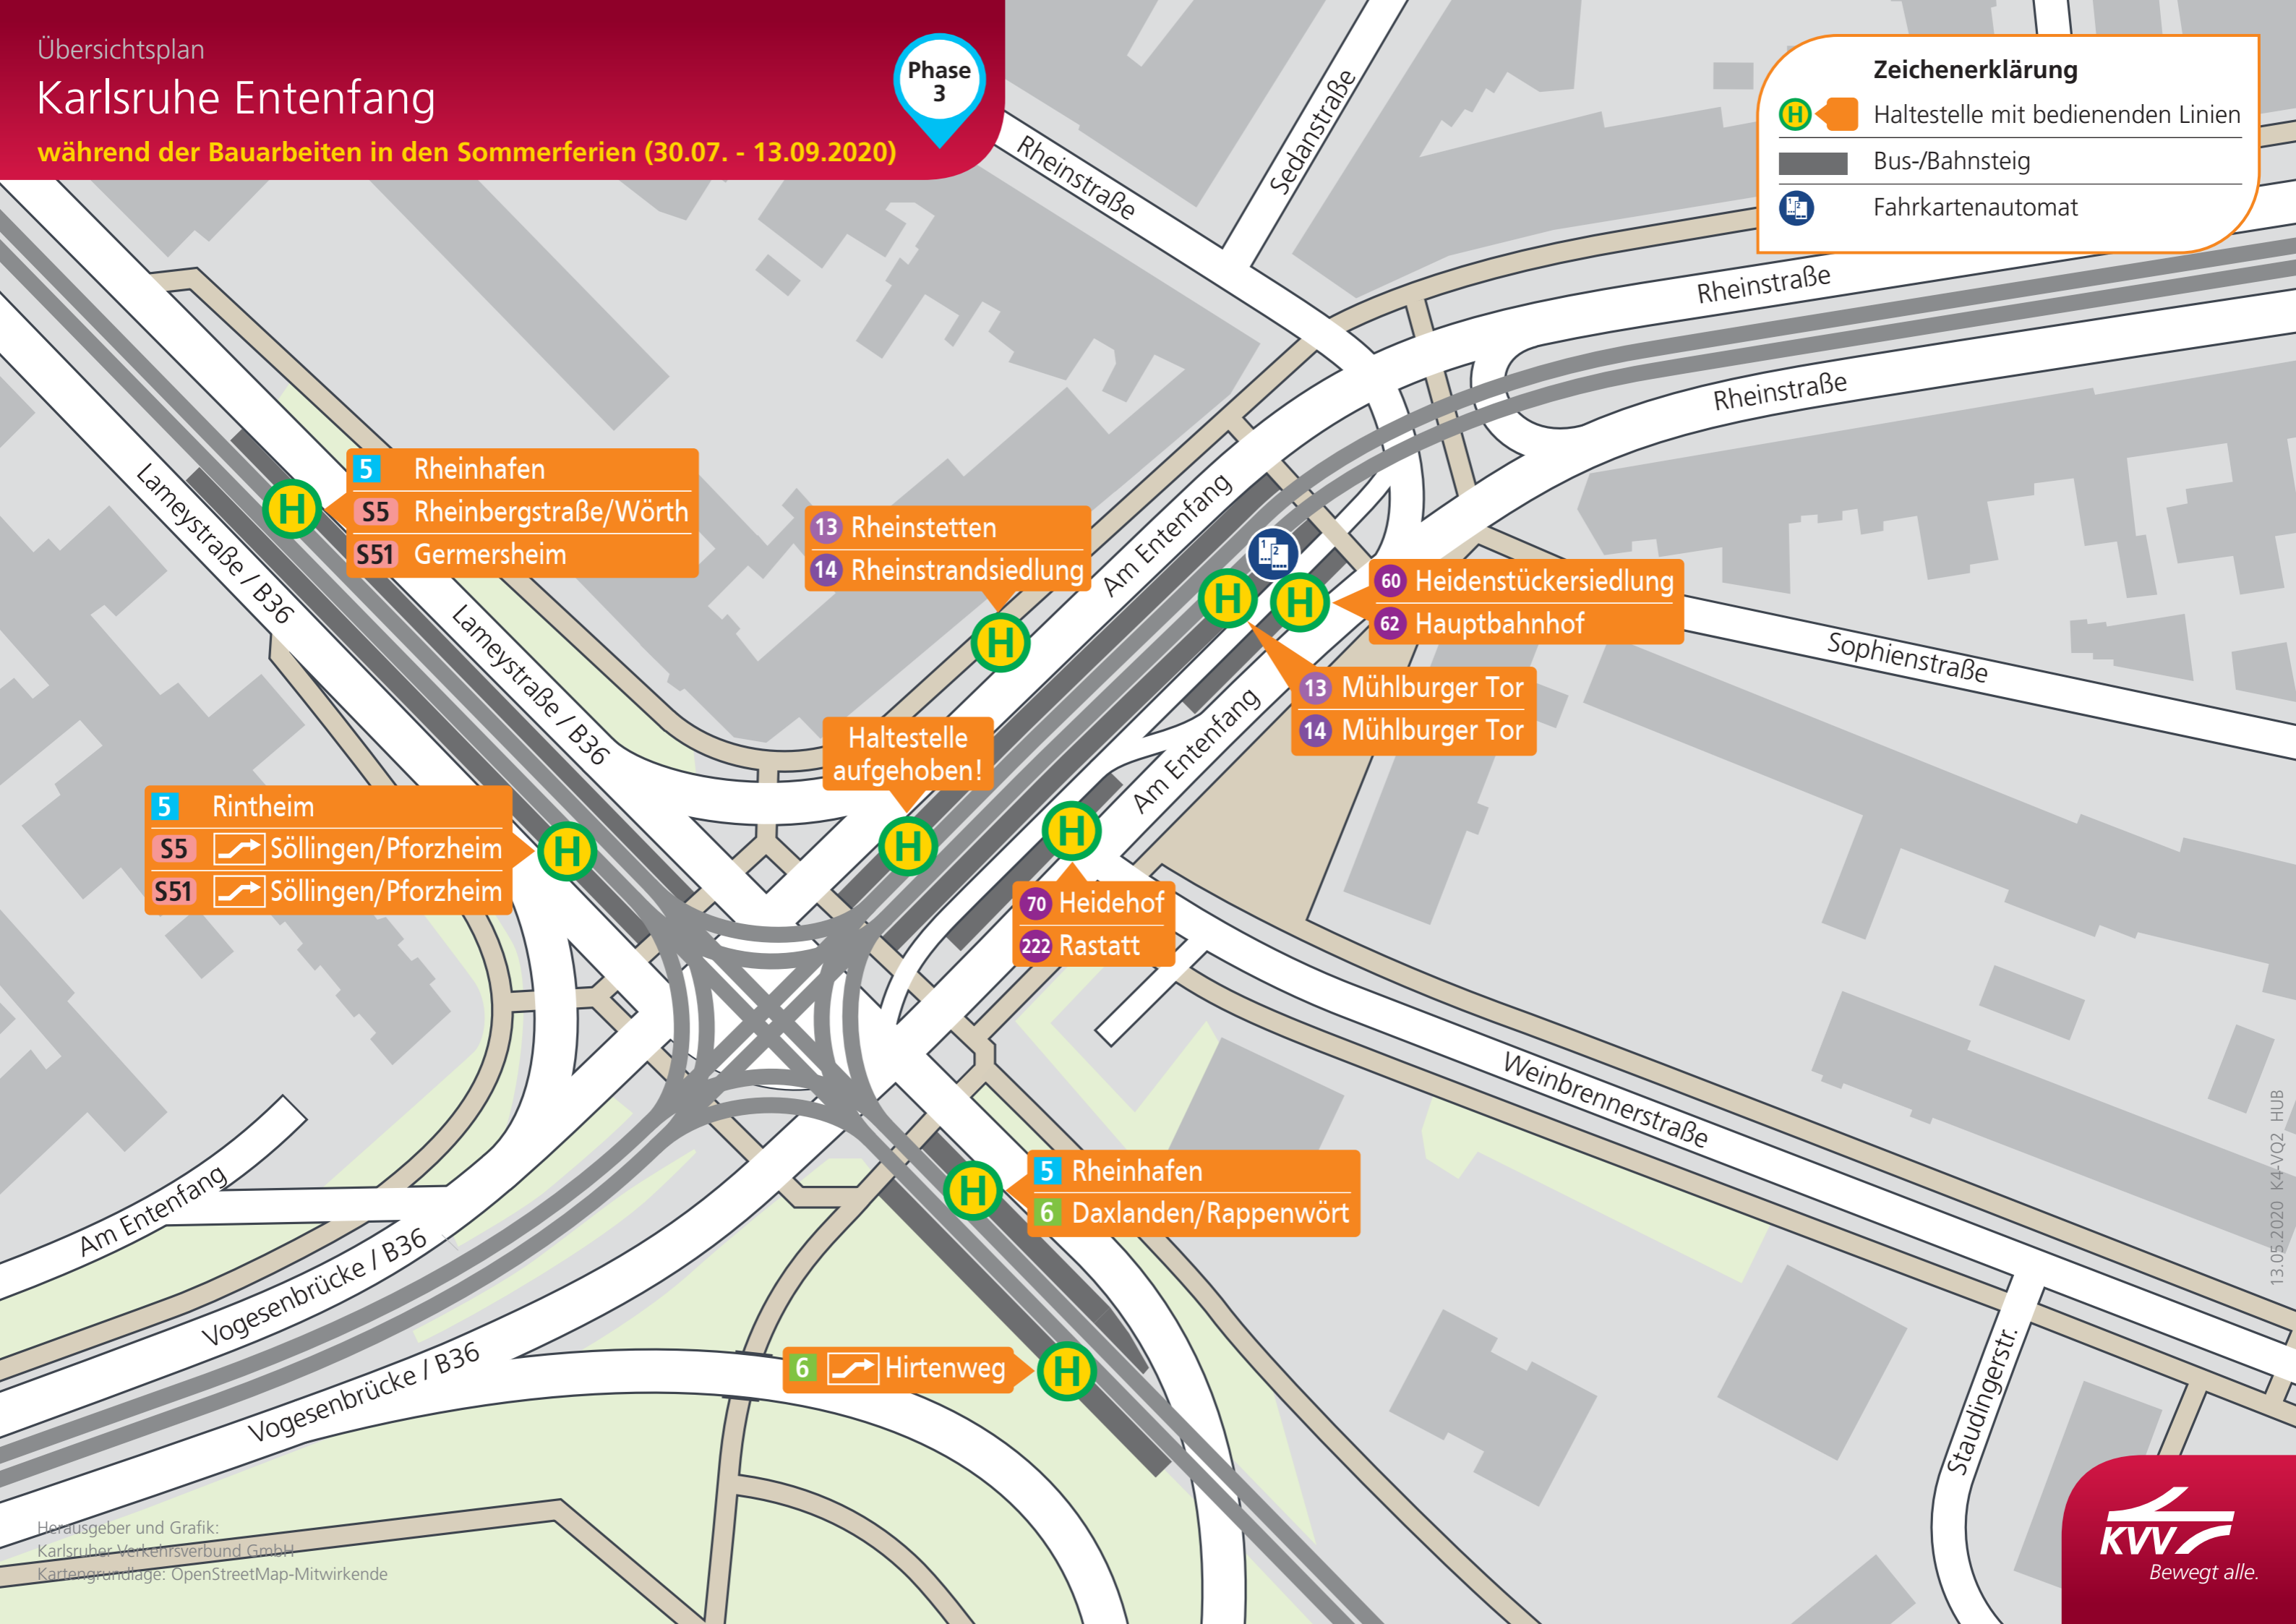 Übersichtsplan
Karlsruhe Entenfang
während der Bauarbeiten in den Sommerferien (30.07. - 13.09.2020)
Phase
3
Zeichenerklärung
H Haltestelle mit bedienenden Linien
Bus-/Bahnsteig
1 2 Fahrkartenautomat
Rheinstraße
Sedanstraße
Rheinstraße
Rheinstraße
Lameystraße / B36
H
5 Rheinhafen
S5 Rheinbergstraße/Wörth
S51 Germersheim
13 Rheinstetten
14 Rheinstrandsiedlung
H
Am Entenfang
1 2
H
H
60 Heidenstückersiedlung
62 Hauptbahnhof
13 Mühlburger Tor
14 Mühlburger Tor
Sophienstraße
Lameystraße / B36
Haltestelle
aufgehoben!
H
Am Entenfang
5 Rintheim
S5 Söllingen/Pforzheim
S51 Söllingen/Pforzheim
H
H
70 Heidehof
222 Rastatt
Weinbrennerstraße
Am Entenfang
Vogesenbrücke / B36
H
5 Rheinhafen
6 Daxlanden/Rappenwört
Vogesenbrücke / B36
6 Hirtenweg
H
Staudingerstr.
13.05.2020 K4-VQ2 HUB
Herausgeber und Grafik:
Karlsruher Verkehrsverbund GmbH
Kartengrundlage: OpenStreetMap-Mitwirkende
KVV
Bewegt alle.